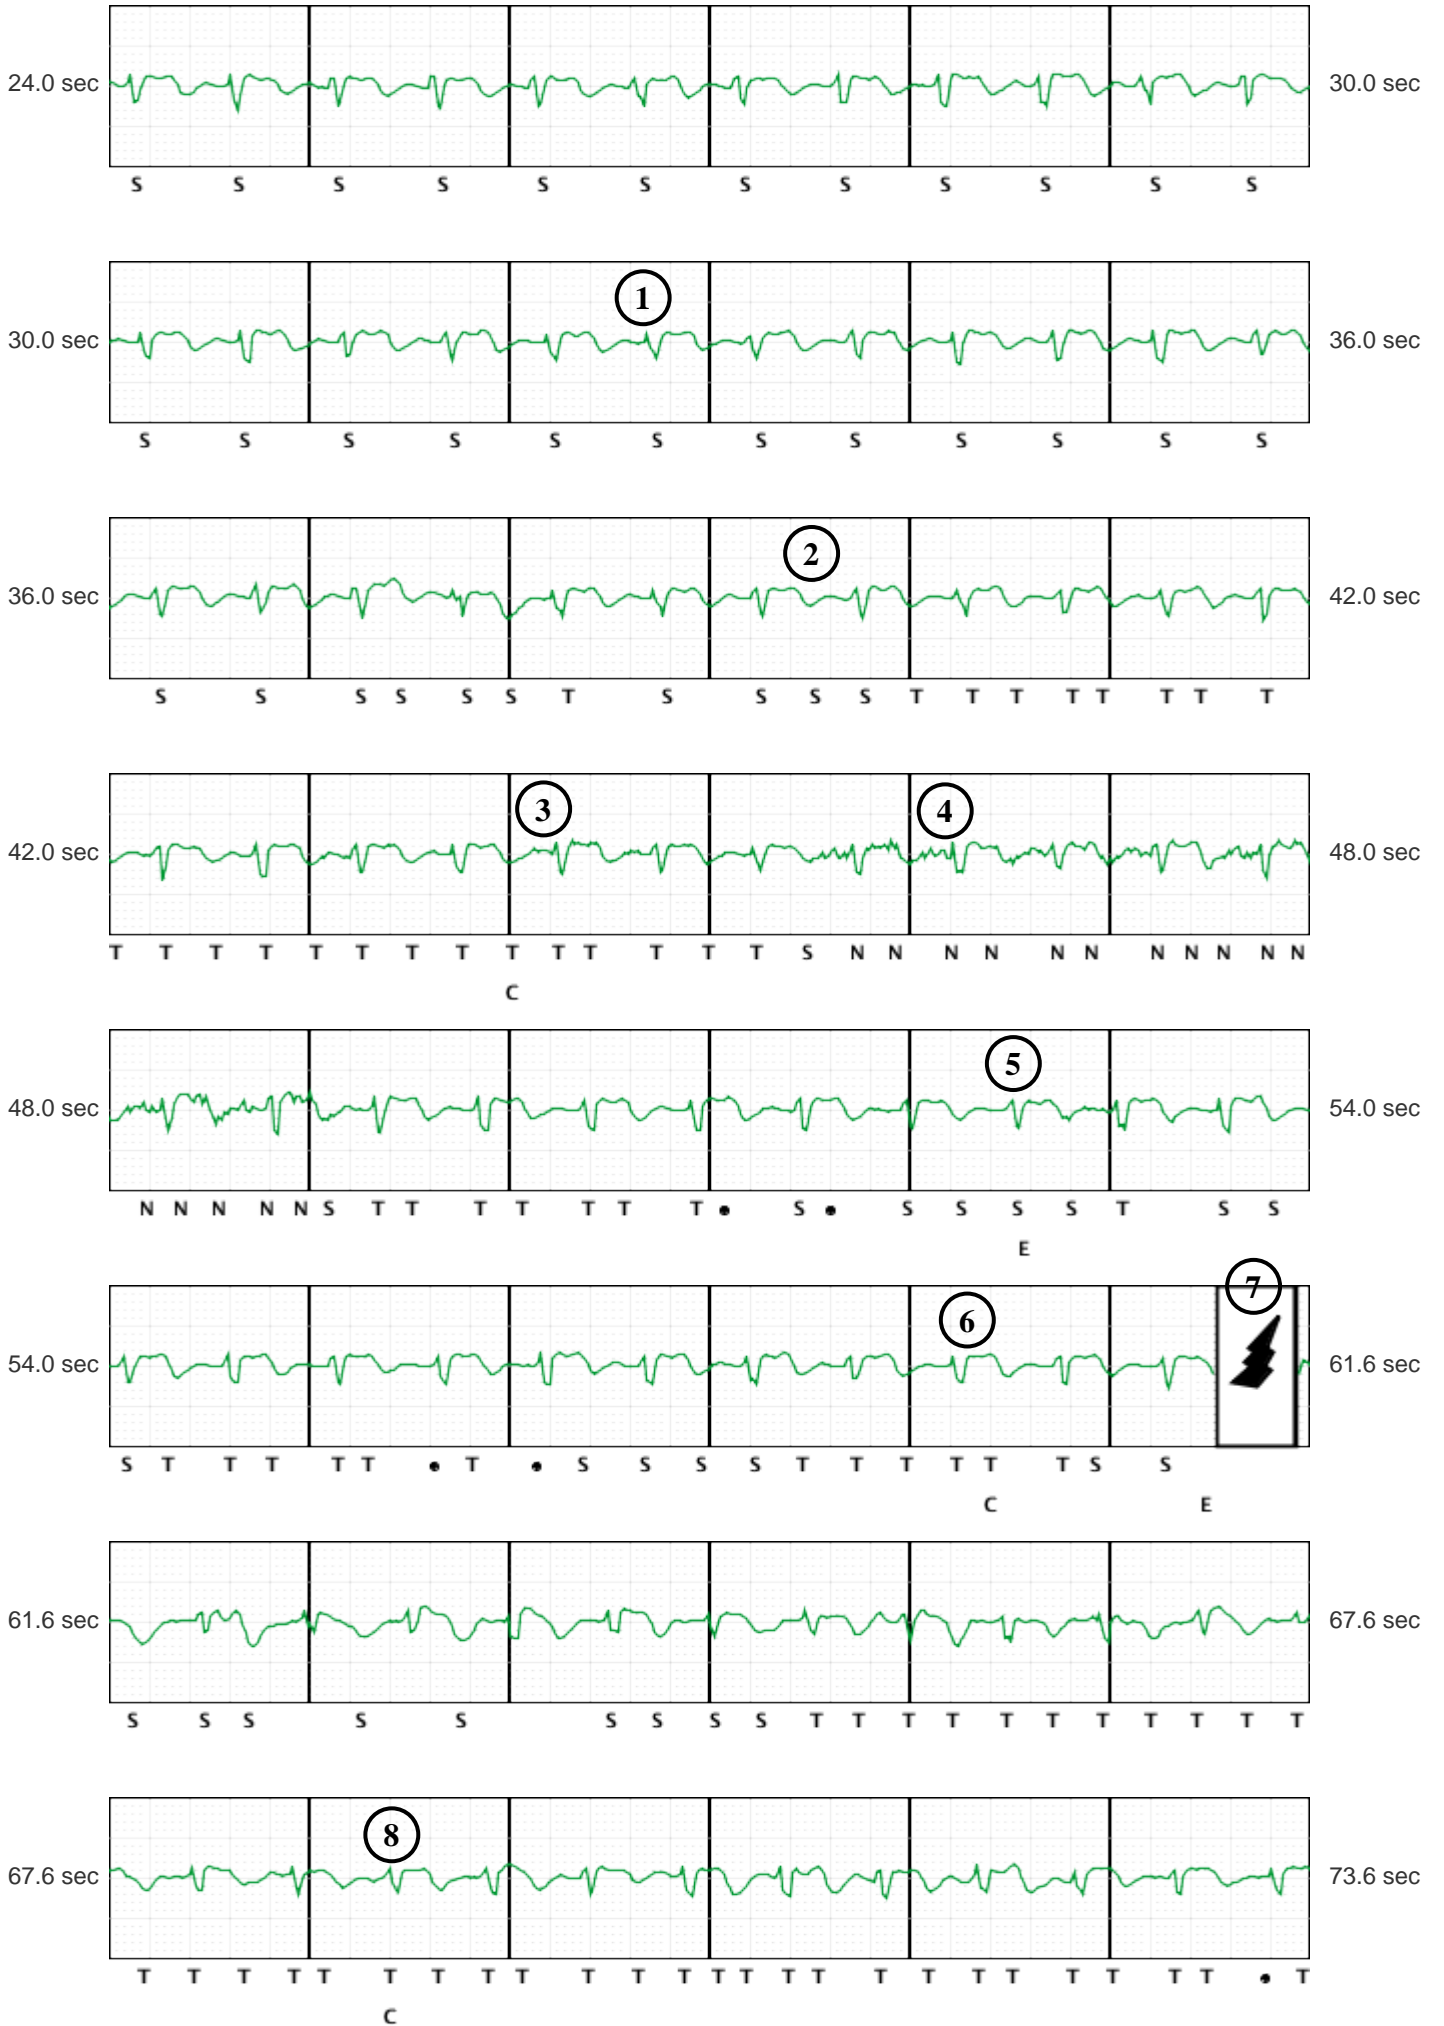 24.0 sec 30.0 sec
S S S S S S S S S S S S
1
30.0 sec 36.0 sec
S S S S S S S S S S S S
2
36.0 sec 42.0 sec
S S S S S S T S S S S T T T T T T T T
3 4
42.0 sec 48.0 sec
T T T T T T T T T T T T T T S N N N N N N N N N N N
C
5
48.0 sec 54.0 sec
N N N N N S T T T T T T T • S • S S S S T S S
E
7
6
54.0 sec 61.6 sec
S T T T T T • T • S S S S T T T T T T S S
C E
61.6 sec 67.6 sec
S S S S S S S S S T T T T T T T T T T T
8
67.6 sec 73.6 sec
T T T T T T T T T T T T T T T T T T T T T T T T • T
C